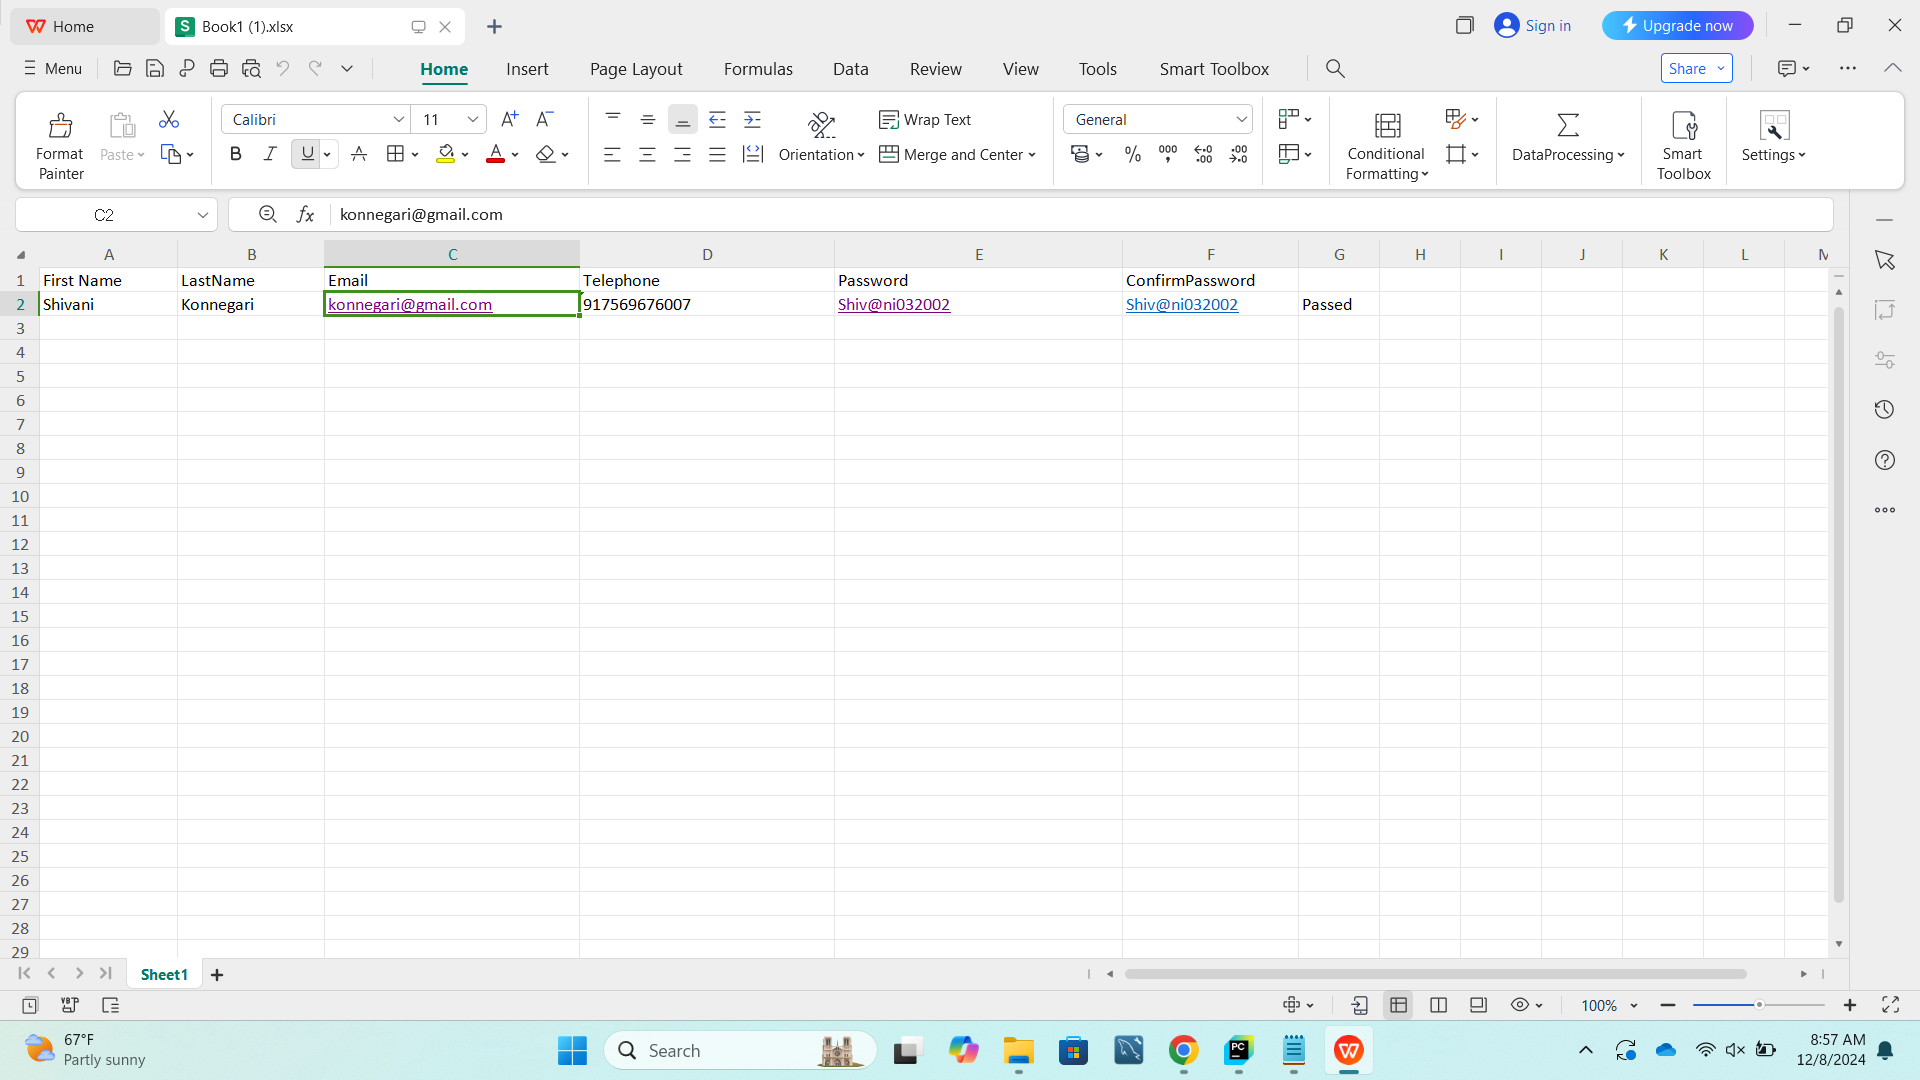 Home
Book1 (1).xlsx
Sign in
Upgrade now
Menu
Home Insert Page Layout Formulas Data Review View Tools Smart Toolbox
Share
Format Painter
Paste
Calibri
11
A+ A-
B I U A
Orientation
Wrap Text
Merge and Center
General
% 000
Conditional Formatting
DataProcessing
Smart Toolbox
Settings
C2
fx
konnegari@gmail.com
A B C D E F G H I J K L M
1 First Name LastName Email Telephone Password ConfirmPassword
2 Shivani Konnegari konnegari@gmail.com 917569676007 Shiv@ni032002 Shiv@ni032002 Passed
3
4
5
6
7
8
9
10
11
12
13
14
15
16
17
18
19
20
21
22
23
24
25
26
27
28
29
Sheet1
100%
67°F
Partly sunny
Search
PC
8:57 AM
12/8/2024